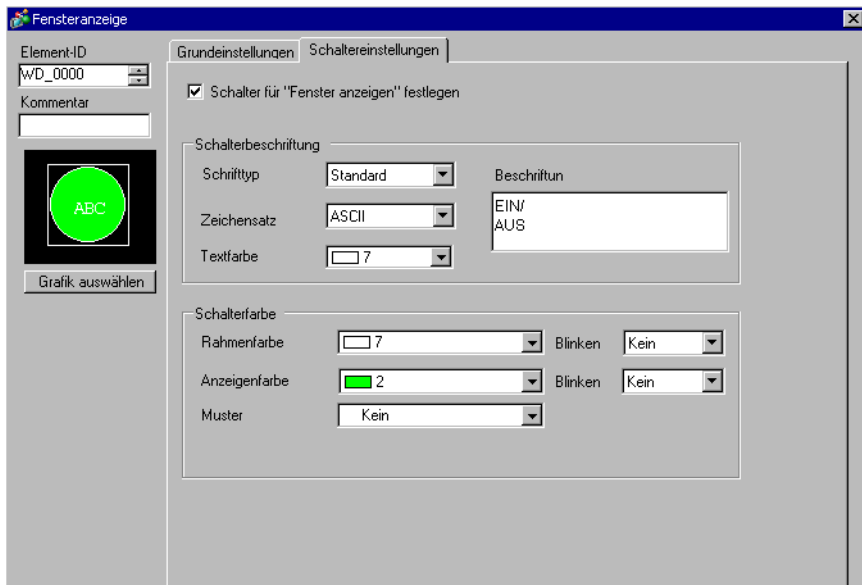 Fensteranzeige
Element-ID
WD_0000
Kommentar
ABC
Grafik auswählen
Grundeinstellungen
Schaltereinstellungen
Schalter für "Fenster anzeigen" festlegen
Schalterbeschriftung
Schrifttyp
Standard
Beschriftun
Zeichensatz
ASCII
EIN/
AUS
Textfarbe
7
Schalterfarbe
Rahmenfarbe
7
Blinken
Kein
Anzeigenfarbe
2
Blinken
Kein
Muster
Kein